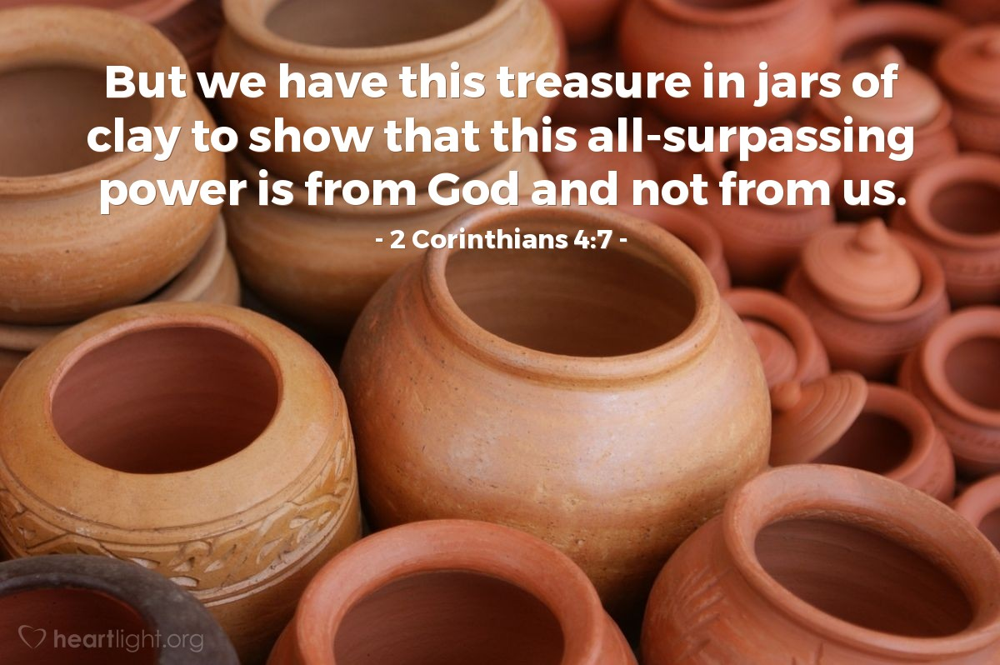 But we have this treasure in jars of
clay to show that this all-surpassing
power is from God and not from us.
- 2 Corinthians 4:7 -
heartlight.org